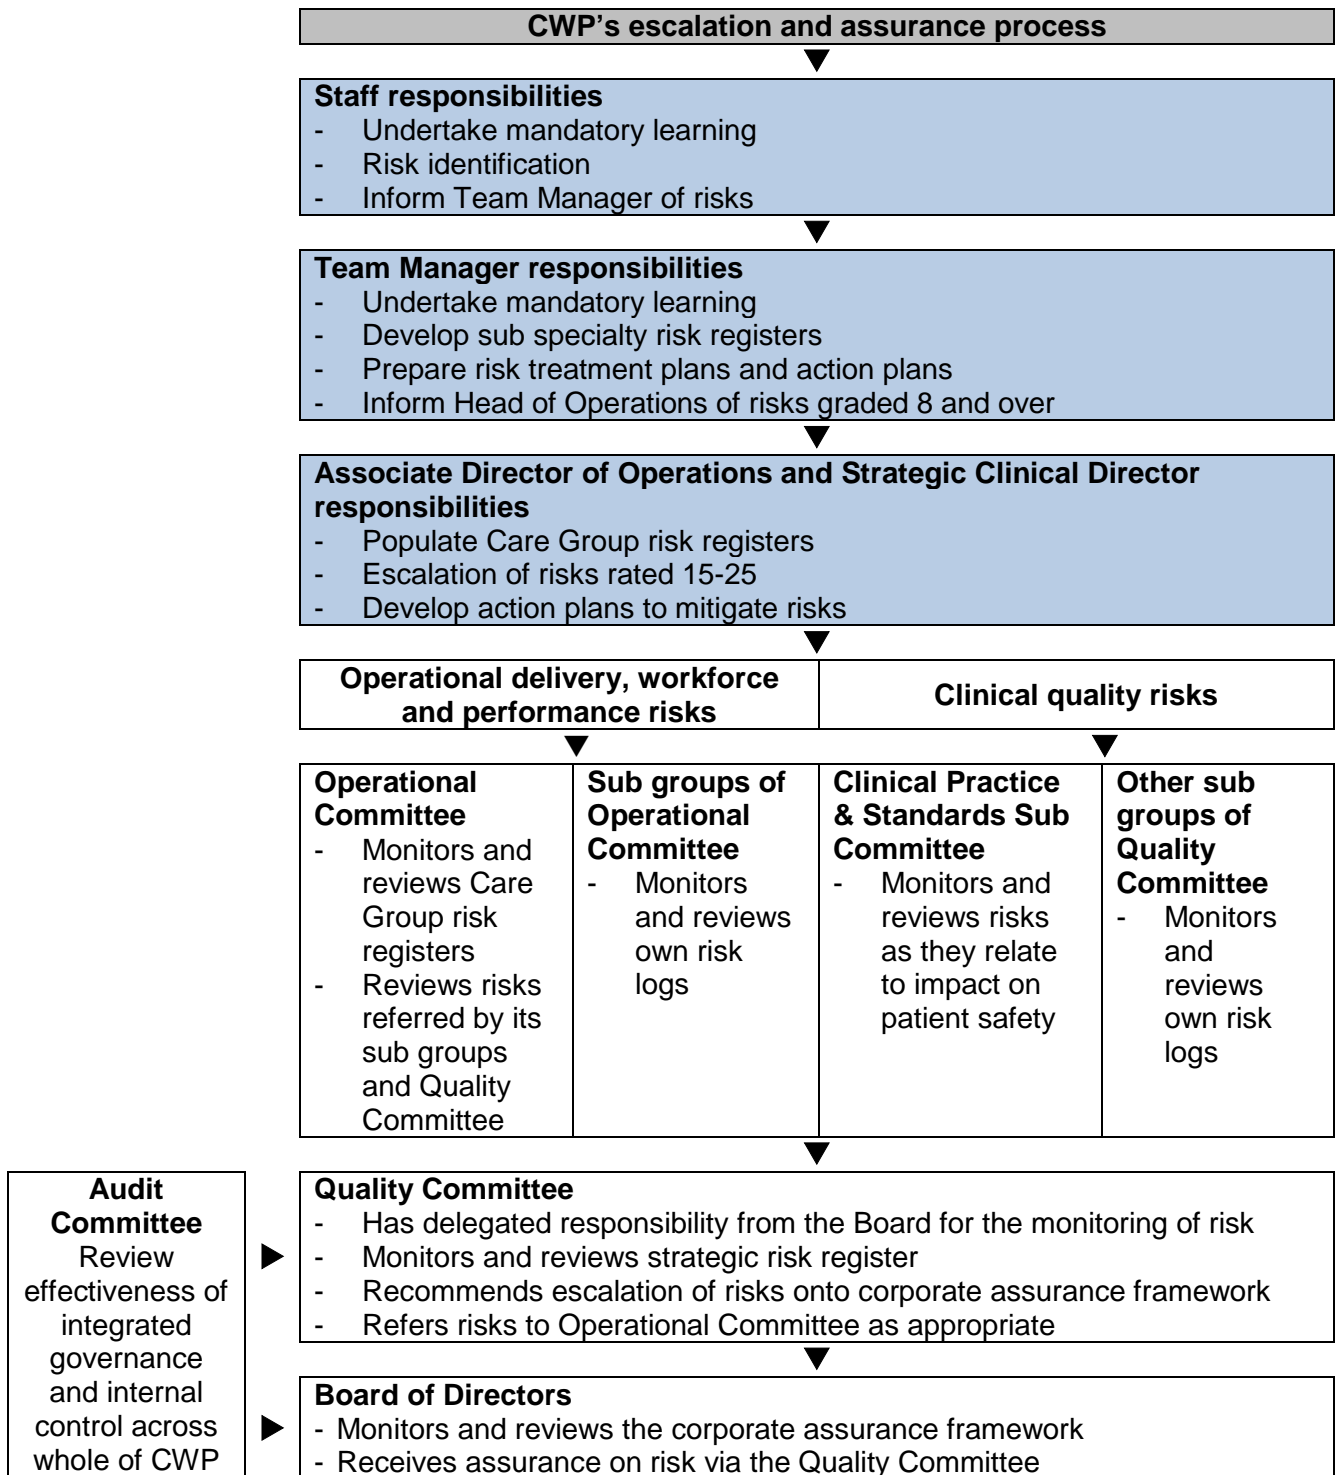 CWP's escalation and assurance process
Staff responsibilities
- Undertake mandatory learning
- Risk identification
- Inform Team Manager of risks
Team Manager responsibilities
- Undertake mandatory learning
- Develop sub specialty risk registers
- Prepare risk treatment plans and action plans
- Inform Head of Operations of risks graded 8 and over
Associate Director of Operations and Strategic Clinical Director
responsibilities
- Populate Care Group risk registers
- Escalation of risks rated 15-25
- Develop action plans to mitigate risks
Operational delivery, workforce
and performance risks
Clinical quality risks
Operational
Committee
- Monitors and
reviews Care
Group risk
registers
- Reviews risks
referred by its
sub groups
and Quality
Committee
Sub groups of
Operational
Committee
- Monitors
and reviews
own risk
logs
Clinical Practice
& Standards Sub
Committee
- Monitors and
reviews risks
as they relate
to impact on
patient safety
Other sub
groups of
Quality
Committee
- Monitors
and
reviews
own risk
logs
Audit
Committee
Review
effectiveness of
integrated
governance
and internal
control across
whole of CWP
Quality Committee
- Has delegated responsibility from the Board for the monitoring of risk
- Monitors and reviews strategic risk register
- Recommends escalation of risks onto corporate assurance framework
- Refers risks to Operational Committee as appropriate
Board of Directors
- Monitors and reviews the corporate assurance framework
- Receives assurance on risk via the Quality Committee